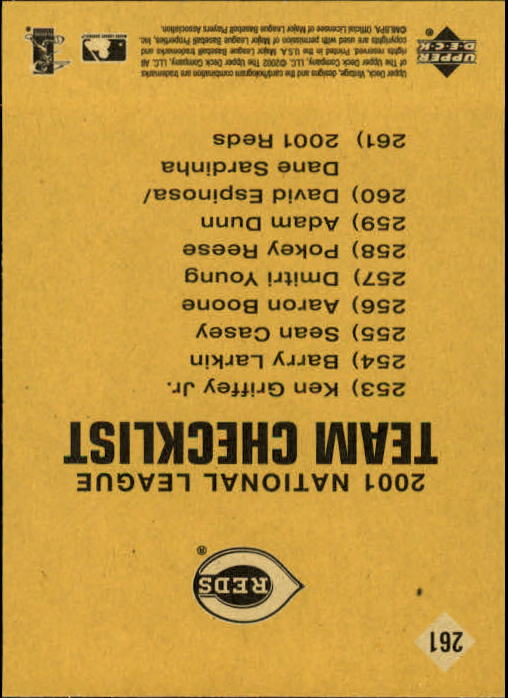 261
REDS
®
2001 NATIONAL LEAGUE
TEAM CHECKLIST
253) Ken Griffey Jr.
254) Barry Larkin
255) Sean Casey
256) Aaron Boone
257) Dmitri Young
258) Pokey Reese
259) Adam Dunn
260) David Espinosa/
Dane Sardinha
261) 2001 Reds
UPPER
D·E·C·K
Upper Deck, Vintage, designs and the card/hologram combination are trademarks
of The Upper Deck Company, LLC. ©2002 The Upper Deck Company, LLC. All
rights reserved. Printed in the U.S.A. Major League Baseball trademarks and
copyrights are used with permission of Major League Baseball Properties, Inc.
©MLBPA. Official Licensee of Major League Baseball Players Association.